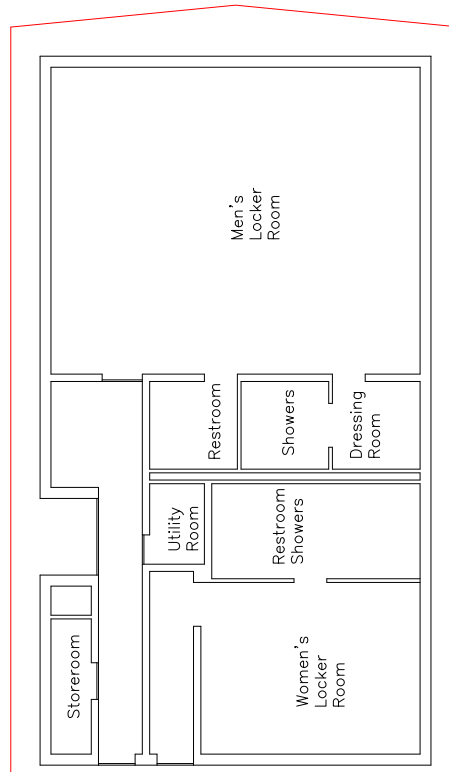 Men's
Locker
Room
Restroom
Showers
Dressing
Room
Utility
Room
Restroom
Showers
Storeroom
Women's
Locker
Room